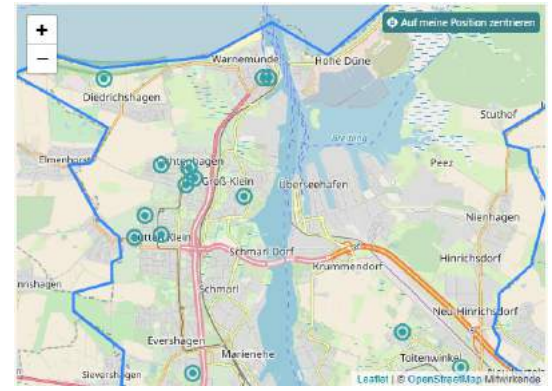 +
−
Auf meine Position zentrieren
Warnemünde
Hohe Düne
Diedrichshagen
Stuthof
Breitling
Elmenhorst
Lichtenhagen
Peez
Groß Klein
Überseehafen
Nienhagen
Lütten Klein
Schmarl Dorf
Krummendorf
Hinrichsdorf
Schmarl
Neu Hinrichsdorf
Evershagen
Marienehe
Toitenwinkel
Sievershagen
Leaflet | © OpenStreetMap Mitwirkende